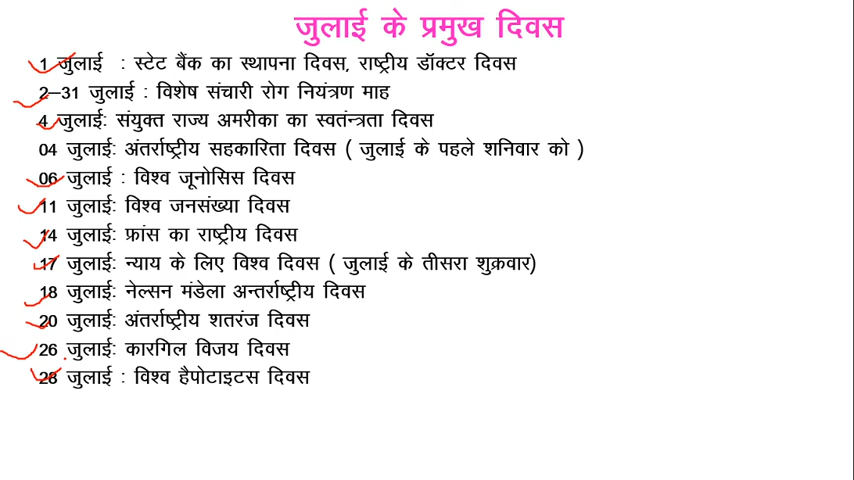 जुलाई के प्रमुख दिवस
1 जुलाई : स्टेट बैंक का स्थापना दिवस, राष्ट्रीय डॉक्टर दिवस
2–31 जुलाई : विशेष संचारी रोग नियंत्रण माह
4 जुलाई: संयुक्त राज्य अमरीका का स्वतंन्त्रता दिवस
04 जुलाई: अंतर्राष्ट्रीय सहकारिता दिवस ( जुलाई के पहले शनिवार को )
06 जुलाई : विश्व जूनोसिस दिवस
11 जुलाई: विश्व जनसंख्या दिवस
14 जुलाई: फ्रांस का राष्ट्रीय दिवस
17 जुलाई: न्याय के लिए विश्व दिवस ( जुलाई के तीसरा शुक्रवार)
18 जुलाई: नेल्सन मंडेला अन्तर्राष्ट्रीय दिवस
20 जुलाई: अंतर्राष्ट्रीय शतरंज दिवस
26 जुलाई: कारगिल विजय दिवस
28 जुलाई : विश्व हैपोटाइटस दिवस